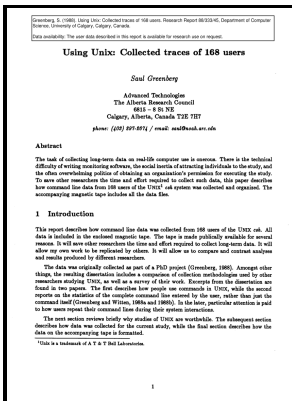 Greenberg, S. (1988). Using Unix: Collected traces of 168 users. Research Report 88/333/45, Department of Computer
Science, University of Calgary, Calgary, Canada.
Data availability: The user data described in this report is available for research use on request.
Using Unix: Collected traces of 168 users
Saul Greenberg
Advanced Technologies
The Alberta Research Council
6815 – 8 St NE
Calgary, Alberta, Canada T2E 7H7
phone: (403) 297-2671 / email: saul@noah.arc.cdn
Abstract
The task of collecting long-term data on real-life computer use is onerous. There is the technical
difficulty of writing monitoring software, the social inertia of attracting individuals to the study, and
the often overwhelming politics of obtaining an organization's permission for executing the study.
To save other researchers the time and effort required to collect such data, this paper describes
how command line data from 168 users of the UNIX¹ csh system was collected and organised. The
accompanying magnetic tape includes all the data files.
1 Introduction
This report describes how command line data was collected from 168 users of the UNIX csh. All
data is included in the enclosed magnetic tape. The tape is made publically available for several
reasons. It will save other researchers the time and effort required to collect long-term data. It will
allow my own work to be replicated by others. It will allow us to compare and contrast analyses
and results produced by different researchers.
The data was originally collected as part of a PhD project (Greenberg, 1988). Amongst other
things, the resulting dissertation includes a comparison of collection methodologies used by other
researchers studying UNIX, as well as a survey of their work. Excerpts from the dissertation are
found in two papers. The first describes how people use commands in UNIX, while the second
reports on the statistics of the complete command line entered by the user, rather than just the
command itself (Greenberg and Witten, 1988a and 1988b). In the later, particular attention is paid
to how users repeat their command lines during their system interactions.
The next section reviews briefly why studies of UNIX are worthwhile. The subsequent section
describes how data was collected for the current study, while the final section describes how the
data on the accompanying tape is formatted.
¹Unix is a trademark of A T & T Bell Laboratories.
1